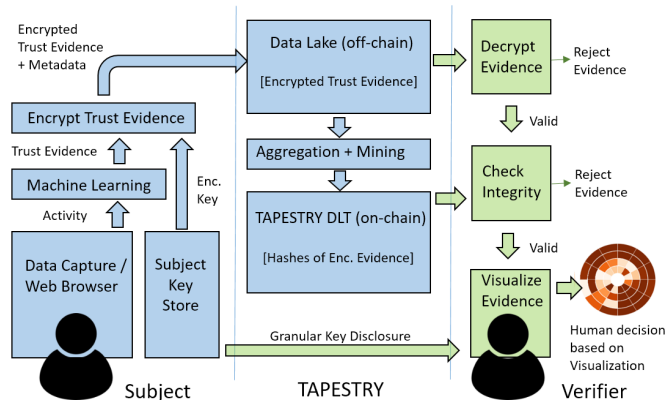 Encrypted
Trust Evidence
+ Metadata
Encrypt Trust Evidence
Trust Evidence
Machine Learning
Activity
Enc.
Key
Data Capture /
Web Browser
Subject
Key
Store
Subject
Data Lake (off-chain)
[Encrypted Trust Evidence]
Aggregation + Mining
TAPESTRY DLT (on-chain)
[Hashes of Enc. Evidence]
Granular Key Disclosure
TAPESTRY
Decrypt
Evidence
Reject
Evidence
Valid
Check
Integrity
Reject
Evidence
Valid
Visualize
Evidence
Human decision
based on
Visualization
Verifier